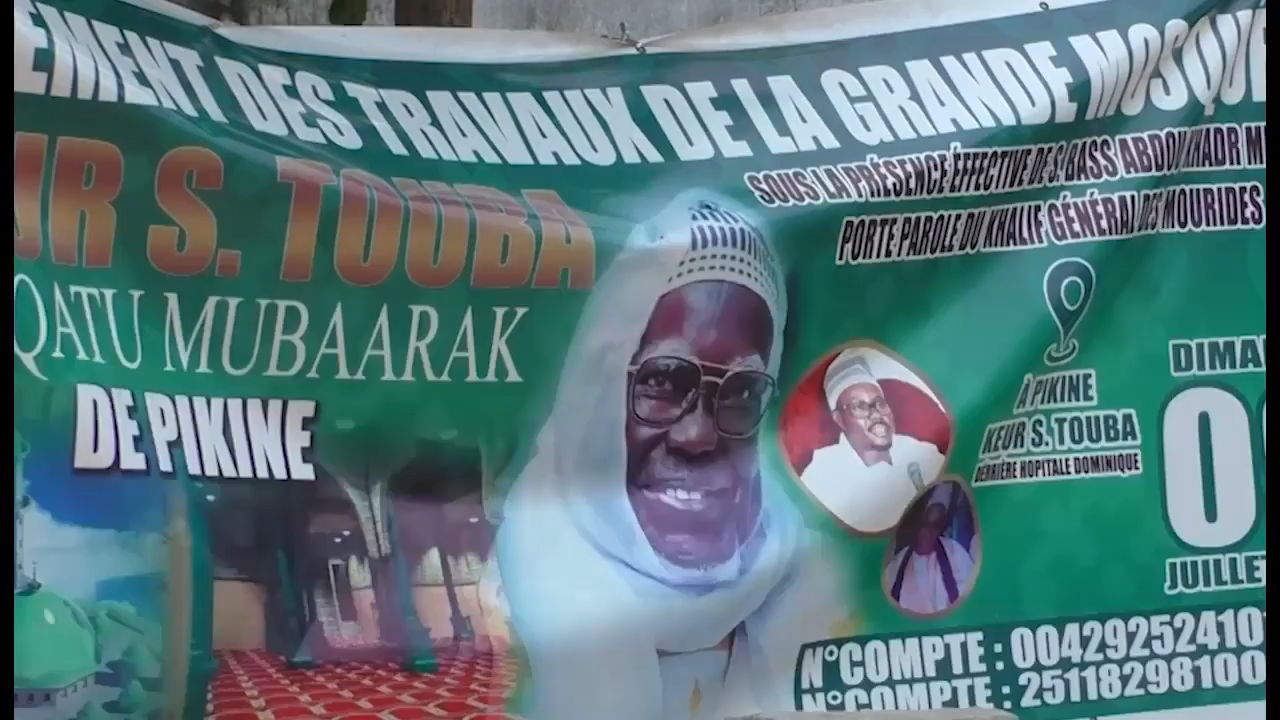 EMENT DES TRAVAUX DE LA GRANDE MOSQUE
UR S. TOUBA
QATU MUBAARAK
DE PIKINE
SOUS LA PRÉSENCE EFFECTIVE DE S. BASS ABDOU KHADR M
PORTE PAROLE DU KHALIF GÉNÉRAL DES MOURIDES
À PIKINE
KEUR S. TOUBA
DERRIÈRE HOPITALE DOMINIQUE
DIMA
0
JUILLE
N°COMPTE : 00429252410
N°COMPTE : 25118298100